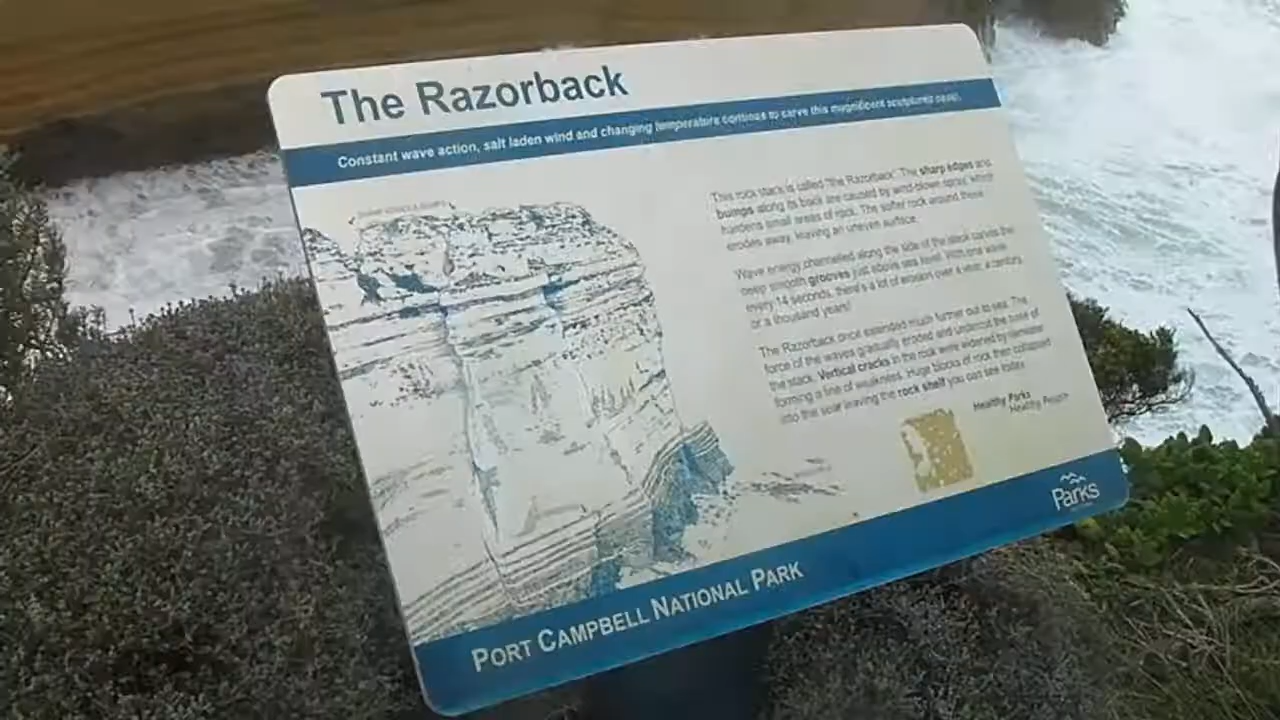 The Razorback
Constant wave action, salt laden wind and changing temperature continue to carve this magnificent sculptured coast.
This rock stack is called "the Razorback". The sharp edges and
bumps along its back are caused by wind-blown spray, which
hardens small areas of rock. The softer rock around these
erodes away, leaving an uneven surface.
Wave energy channelled along the side of the stack carves the
deep smooth grooves just above sea level. With one wave
every 14 seconds, there's a lot of erosion over a year, a century,
or a thousand years!
The Razorback once extended much further out to sea. The
force of the waves gradually eroded and undercut the base of
the stack. Vertical cracks in the rock were widened by rainwater
forming a line of weakness. Huge blocks of rock then collapsed
into the sea leaving the rock shelf you can see today.
Healthy Parks
Healthy People
Parks
PORT CAMPBELL NATIONAL PARK